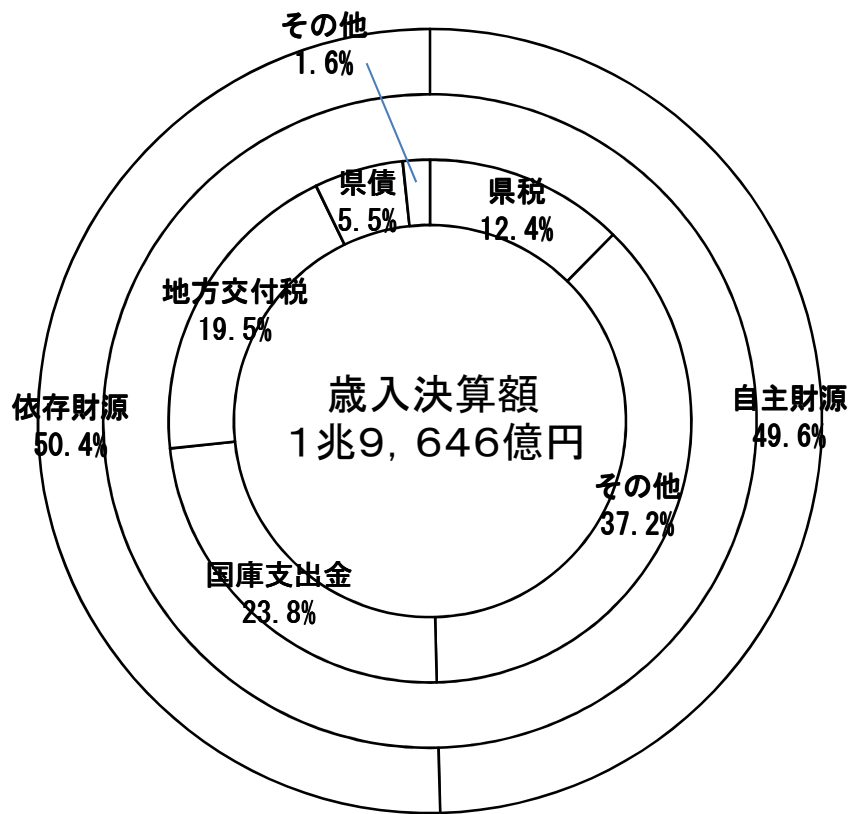 その他
1.6%
県債
5.5%
県税
12.4%
地方交付税
19.5%
歳入決算額
1兆9,646億円
依存財源
50.4%
自主財源
49.6%
その他
37.2%
国庫支出金
23.8%